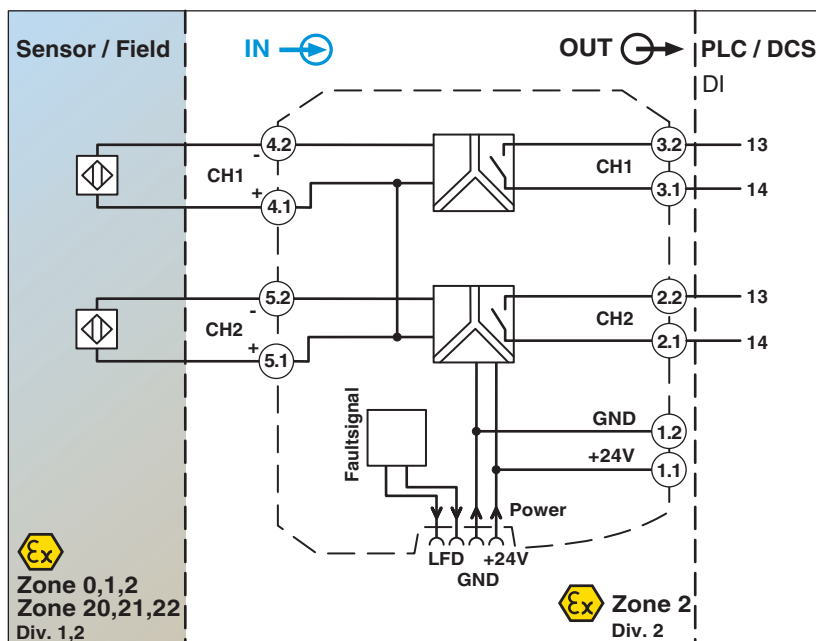 Sensor / Field
IN
OUT
PLC / DCS
DI
4.2
-
CH1
+
4.1
3.2
13
CH1
3.1
14
5.2
-
CH2
+
5.1
2.2
13
CH2
2.1
14
Faultsignal
GND
1.2
+24V
1.1
Power
LFD
+24V
GND
Ex
Zone 0,1,2
Zone 20,21,22
Div. 1,2
Ex
Zone 2
Div. 2